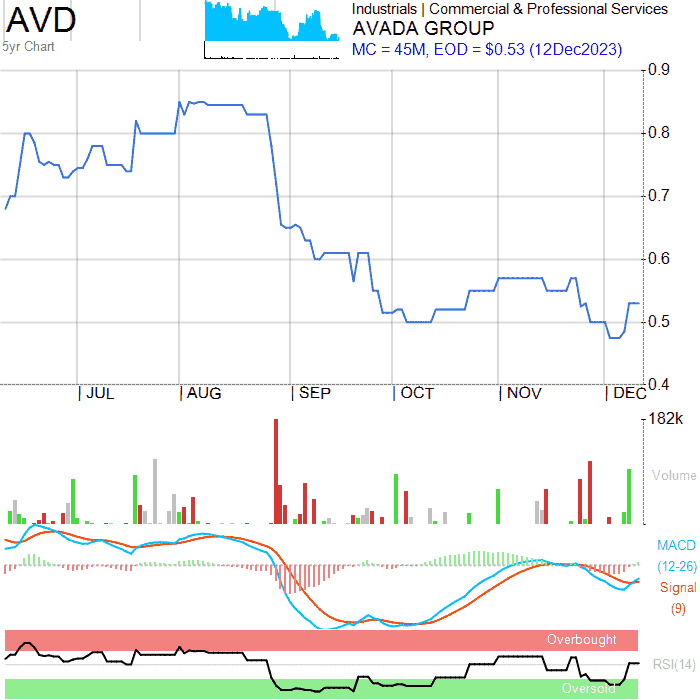 AVD
5yr Chart
Industrials | Commercial & Professional Services
AVADA GROUP
MC = 45M, EOD = $0.53 (12Dec2023)
0.9
0.8
0.7
0.6
0.5
0.4
| JUL | AUG | SEP | OCT | NOV | DEC
182k
Volume
MACD
(12-26)
Signal
(9)
Overbought
RSI(14)
Oversold